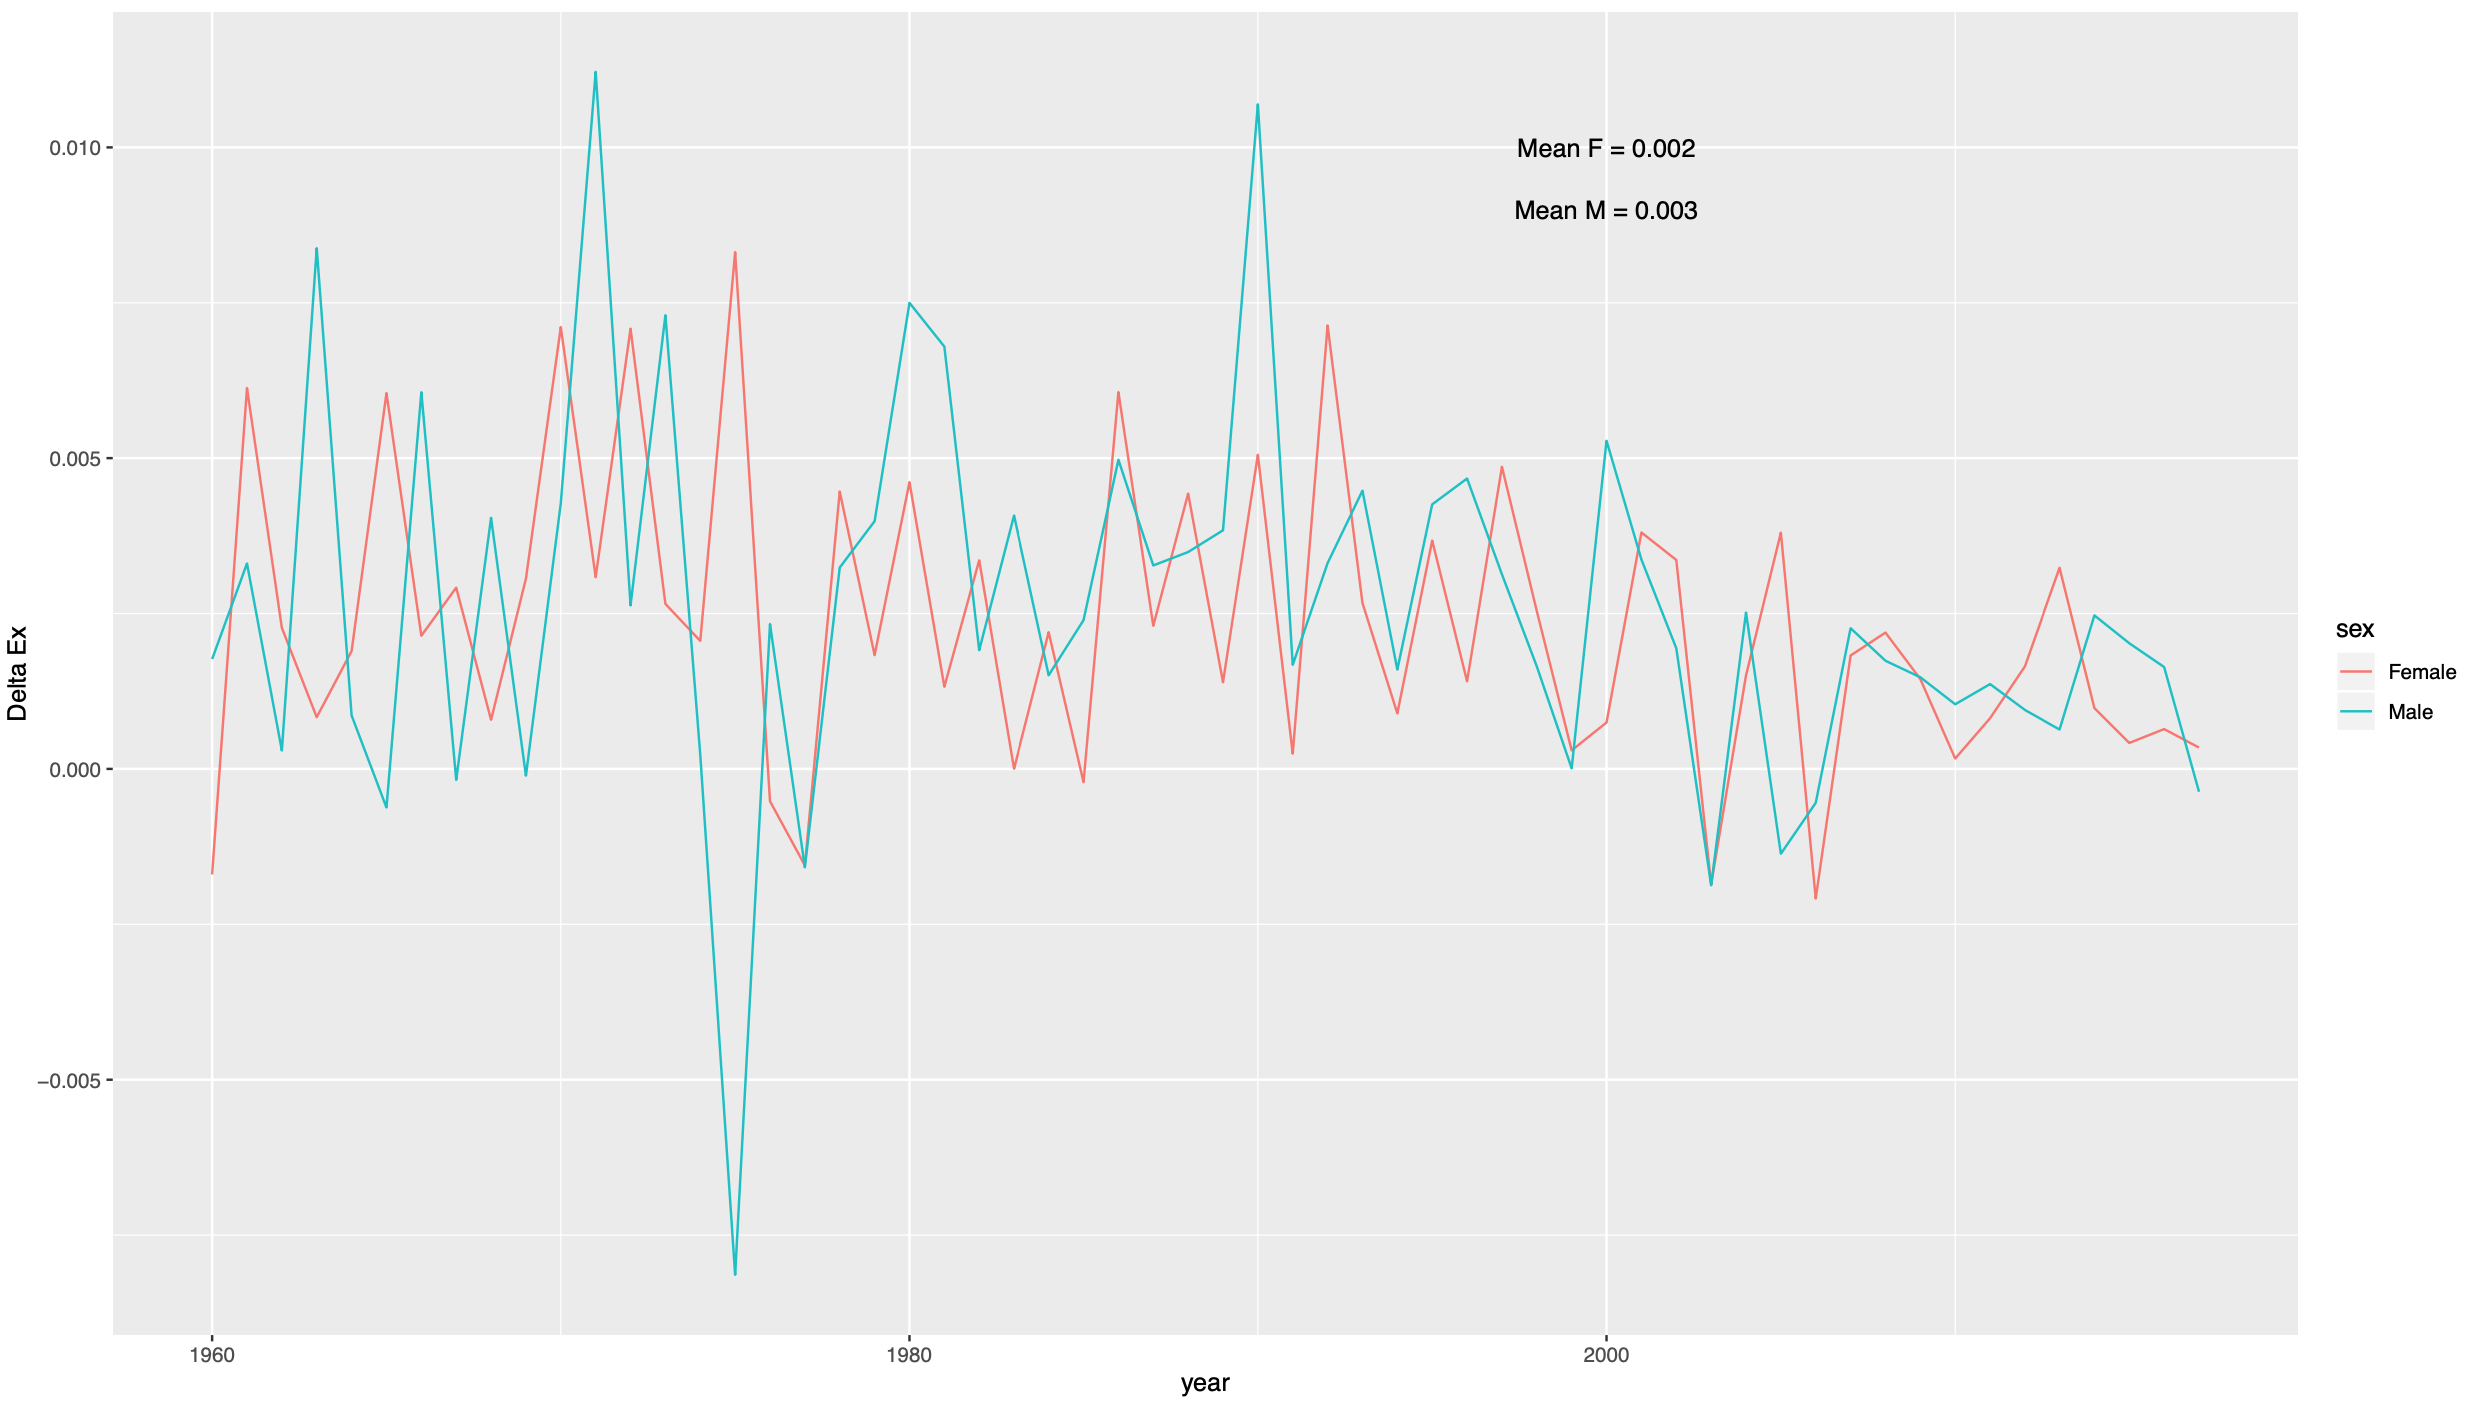 Mean F = 0.002
Mean M = 0.003
0.010
0.005
0.000
−0.005
Delta Ex
1960
1980
2000
year
sex
Female
Male